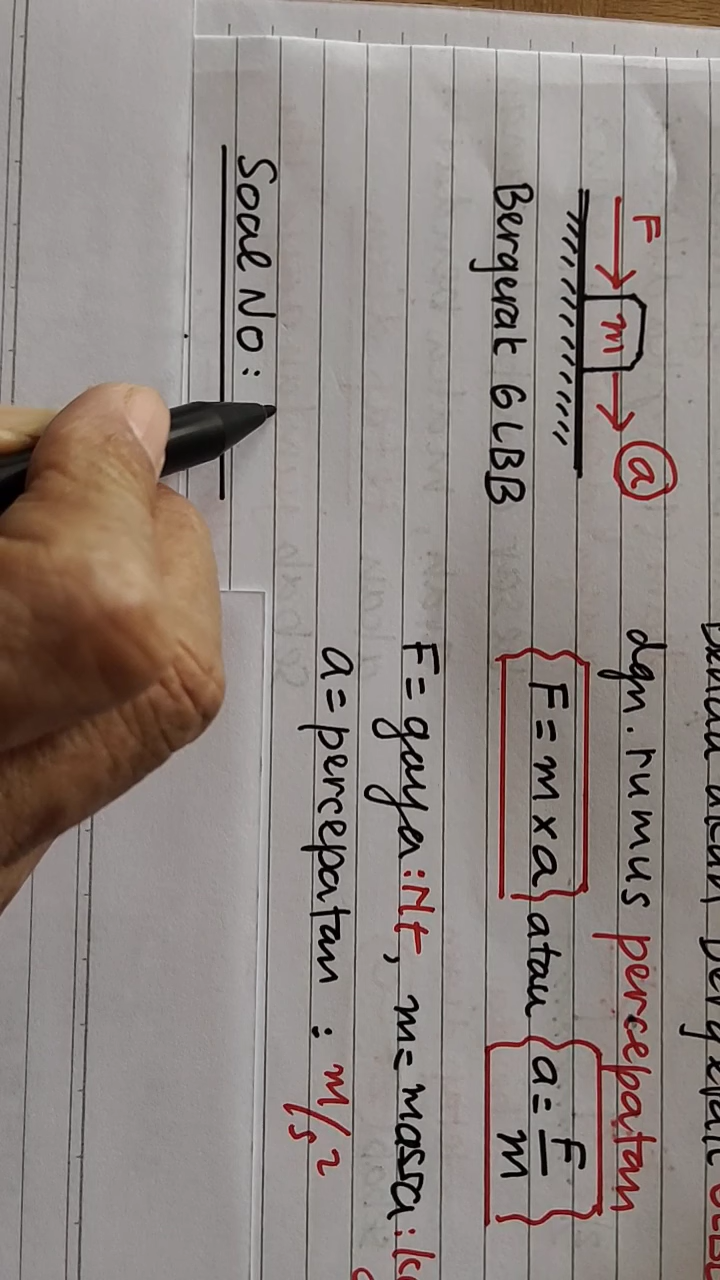 dgn. rumus percepatan
F
m
a
{F = m x a} atau {a = F/m}
Bergerak GLBB
F = gaya : Nt, m = massa :
a = percepatan : m/s²
Soal No :